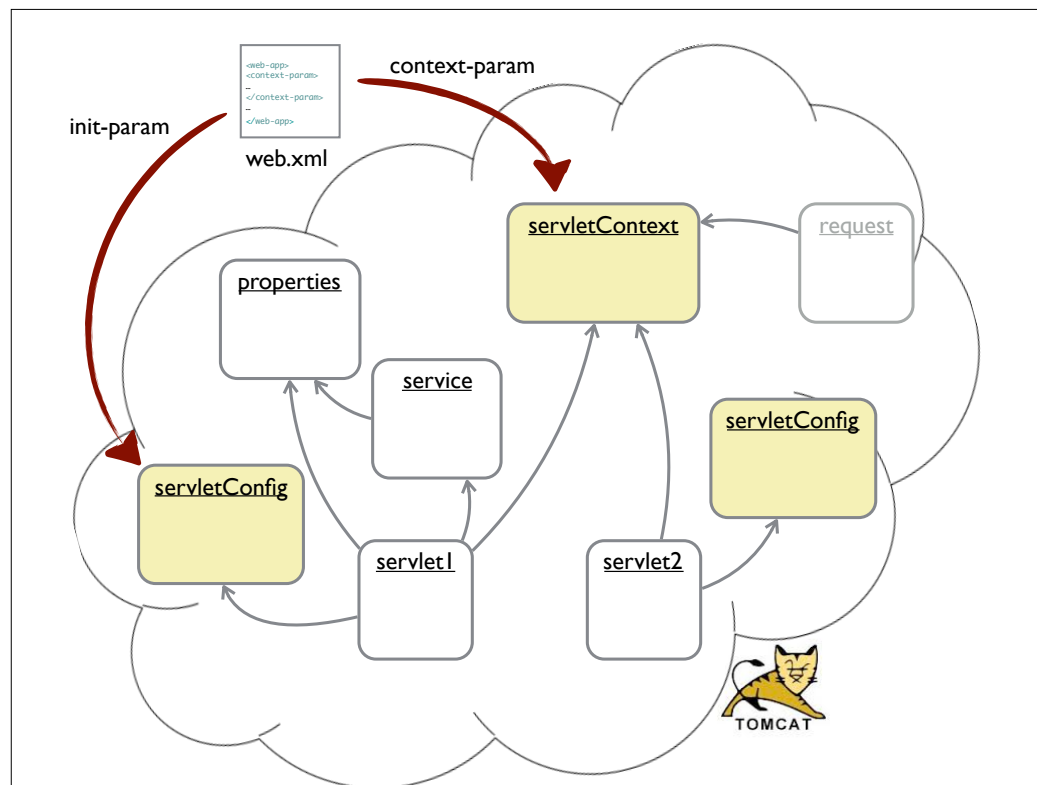 <web-app>
<context-param>
…
</context-param>
…
</web-app>
web.xml
context-param
init-param
servletContext
request
properties
service
servletConfig
servletConfig
servlet1
servlet2
TOMCAT